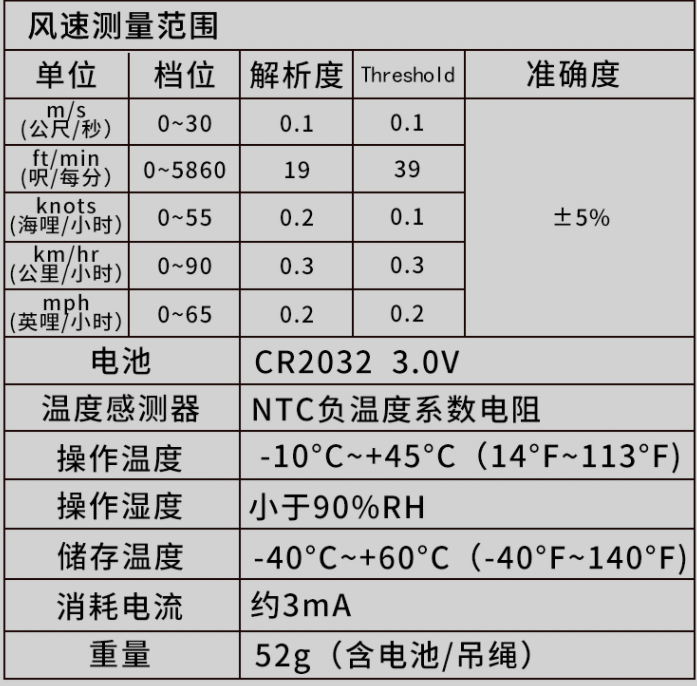 风速测量范围
单位 档位 解析度 Threshold 准确度
m/s
(公尺/秒) 0~30 0.1 0.1
ft/min
(呎/每分) 0~5860 19 39
knots
(海哩/小时) 0~55 0.2 0.1
±5%
km/hr
(公里/小时) 0~90 0.3 0.3
mph
(英哩/小时) 0~65 0.2 0.2
电池 CR2032 3.0V
温度感测器 NTC负温度系数电阻
操作温度 -10°C~+45°C（14°F~113°F)
操作湿度 小于90%RH
储存温度 -40°C~+60°C（-40°F~140°F)
消耗电流 约3mA
重量 52g（含电池/吊绳）